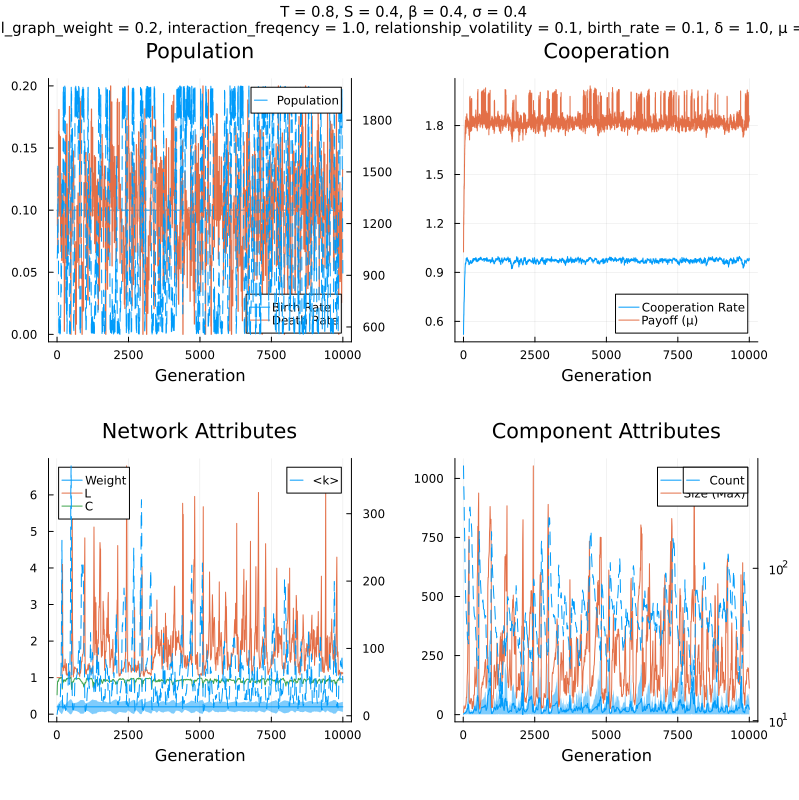 T = 0.8, S = 0.4, β = 0.4, σ = 0.4
l_graph_weight = 0.2, interaction_freqency = 1.0, relationship_volatility = 0.1, birth_rate = 0.1, δ = 1.0, μ =
Population
Cooperation
0.20
0.15
0.10
0.05
0.00
1800
1500
1200
900
600
Population
Birth Rate
Death Rate
0
2500
5000
7500
10000
Generation
1.8
1.5
1.2
0.9
0.6
Cooperation Rate
Payoff (μ)
0
2500
5000
7500
10000
Generation
Network Attributes
Component Attributes
6
5
4
3
2
1
0
Weight
L
C
<k>
300
200
100
0
0
2500
5000
7500
10000
Generation
1000
750
500
250
0
Count
Size (Max)
10²
10¹
0
2500
5000
7500
10000
Generation